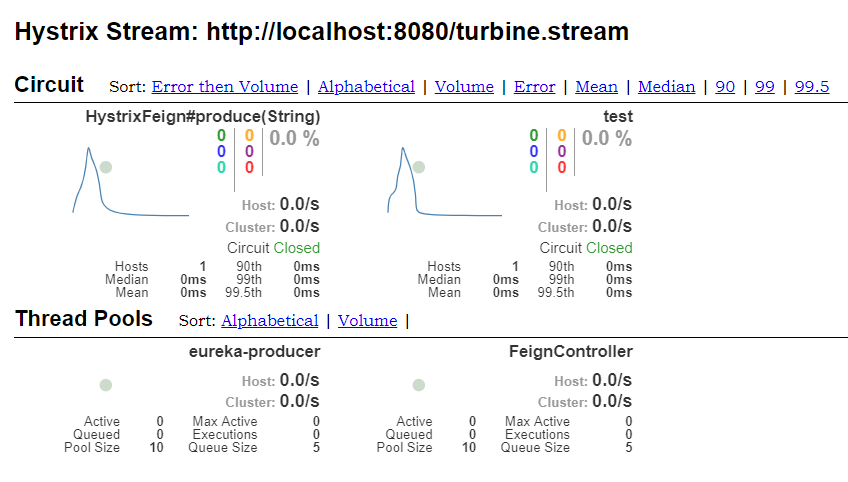 Hystrix Stream: http://localhost:8080/turbine.stream
Circuit Sort: Error then Volume | Alphabetical | Volume | Error | Mean | Median | 90 | 99 | 99.5
HystrixFeign#produce(String) test
0 0 0.0 % 0 0 0.0 %
0 0 0 0
0 0 0 0
Host: 0.0/s Host: 0.0/s
Cluster: 0.0/s Cluster: 0.0/s
Circuit Closed Circuit Closed
Hosts 1 90th 0ms Hosts 1 90th 0ms
Median 0ms 99th 0ms Median 0ms 99th 0ms
Mean 0ms 99.5th 0ms Mean 0ms 99.5th 0ms
Thread Pools Sort: Alphabetical | Volume |
eureka-producer FeignController
Host: 0.0/s Host: 0.0/s
Cluster: 0.0/s Cluster: 0.0/s
Active 0 Max Active 0 Active 0 Max Active 0
Queued 0 Executions 0 Queued 0 Executions 0
Pool Size 10 Queue Size 5 Pool Size 10 Queue Size 5